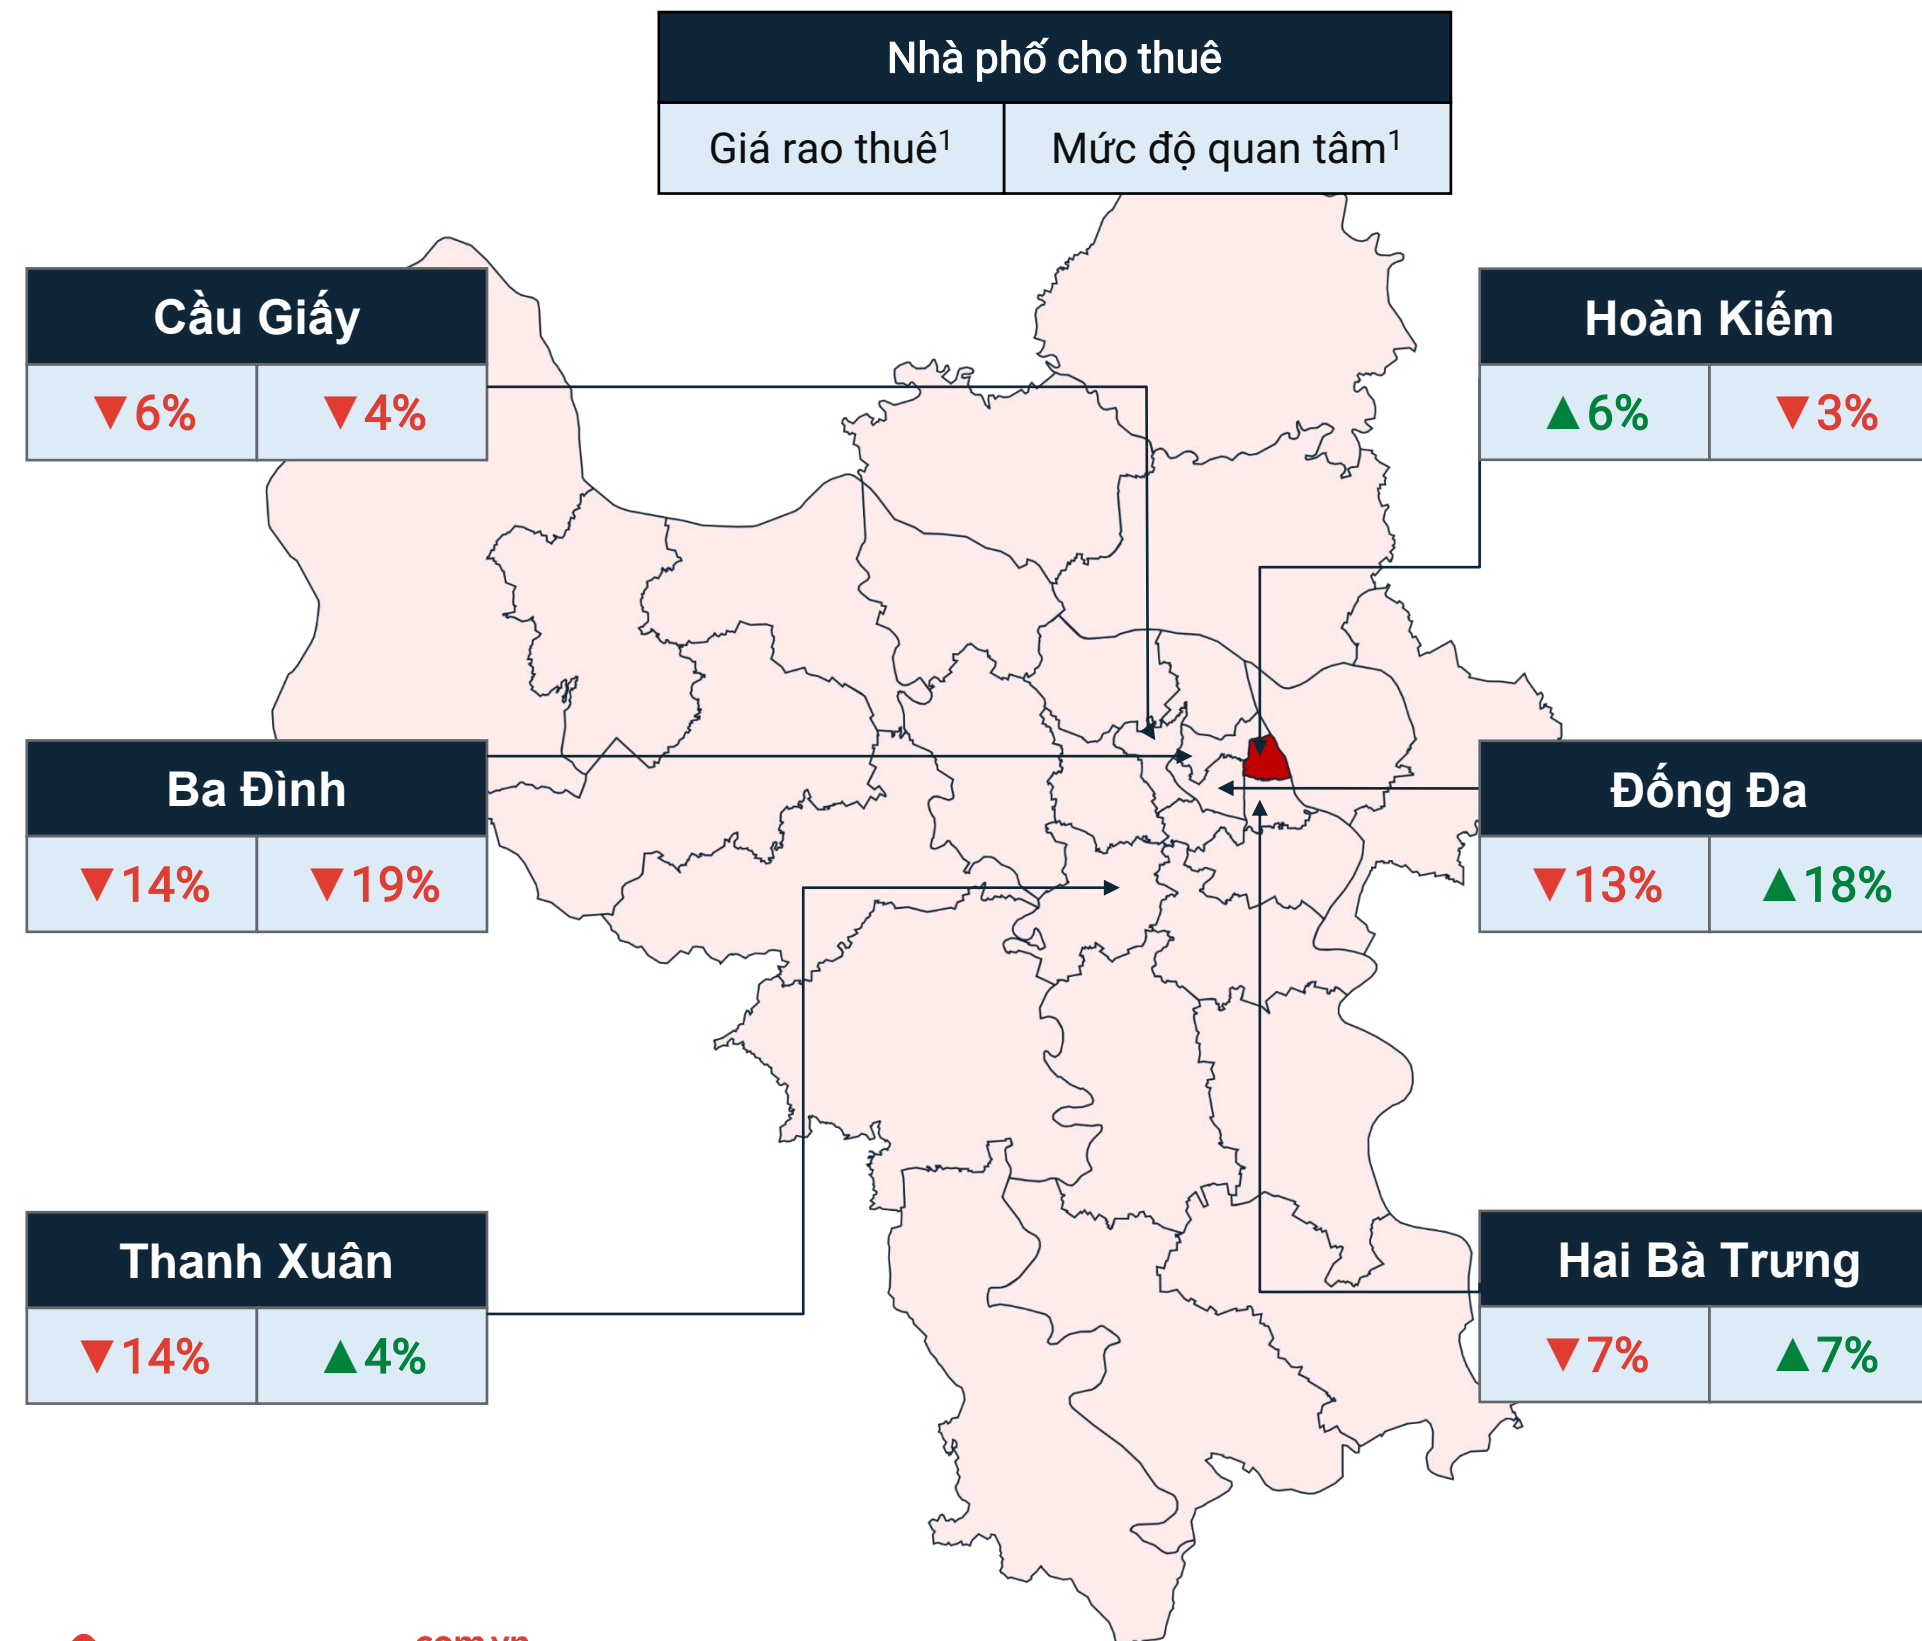 Nhà phố cho thuê
Giá rao thuê¹ Mức độ quan tâm¹
Cầu Giấy
▼6% ▼4%
Hoàn Kiếm
▲6% ▼3%
Ba Đình
▼14% ▼19%
Đống Đa
▼13% ▲18%
Thanh Xuân
▼14% ▲4%
Hai Bà Trưng
▼7% ▲7%